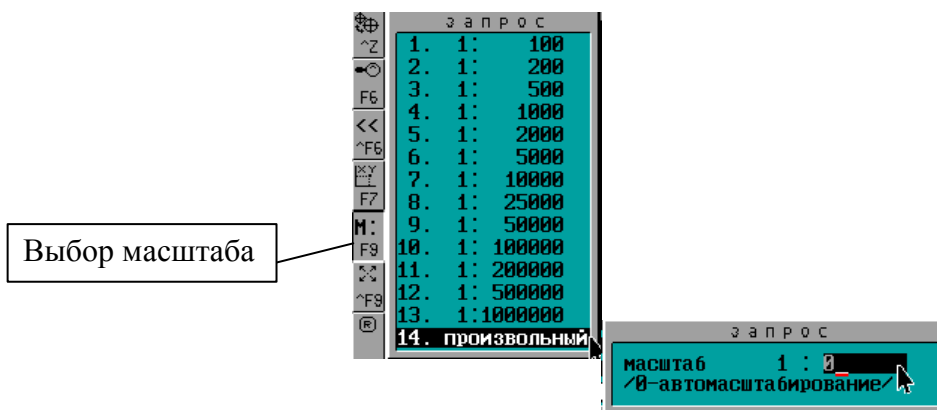 запрос
^Z
F6
<<
^F6
XY
F7
М:
F9
^F9
®
1. 1: 100
2. 1: 200
3. 1: 500
4. 1: 1000
5. 1: 2000
6. 1: 5000
7. 1: 10000
8. 1: 25000
9. 1: 50000
10. 1: 100000
11. 1: 200000
12. 1: 500000
13. 1:1000000
14. произвольный
Выбор масштаба
запрос
масштаб 1 : 0_
/0-автомасштабирование/